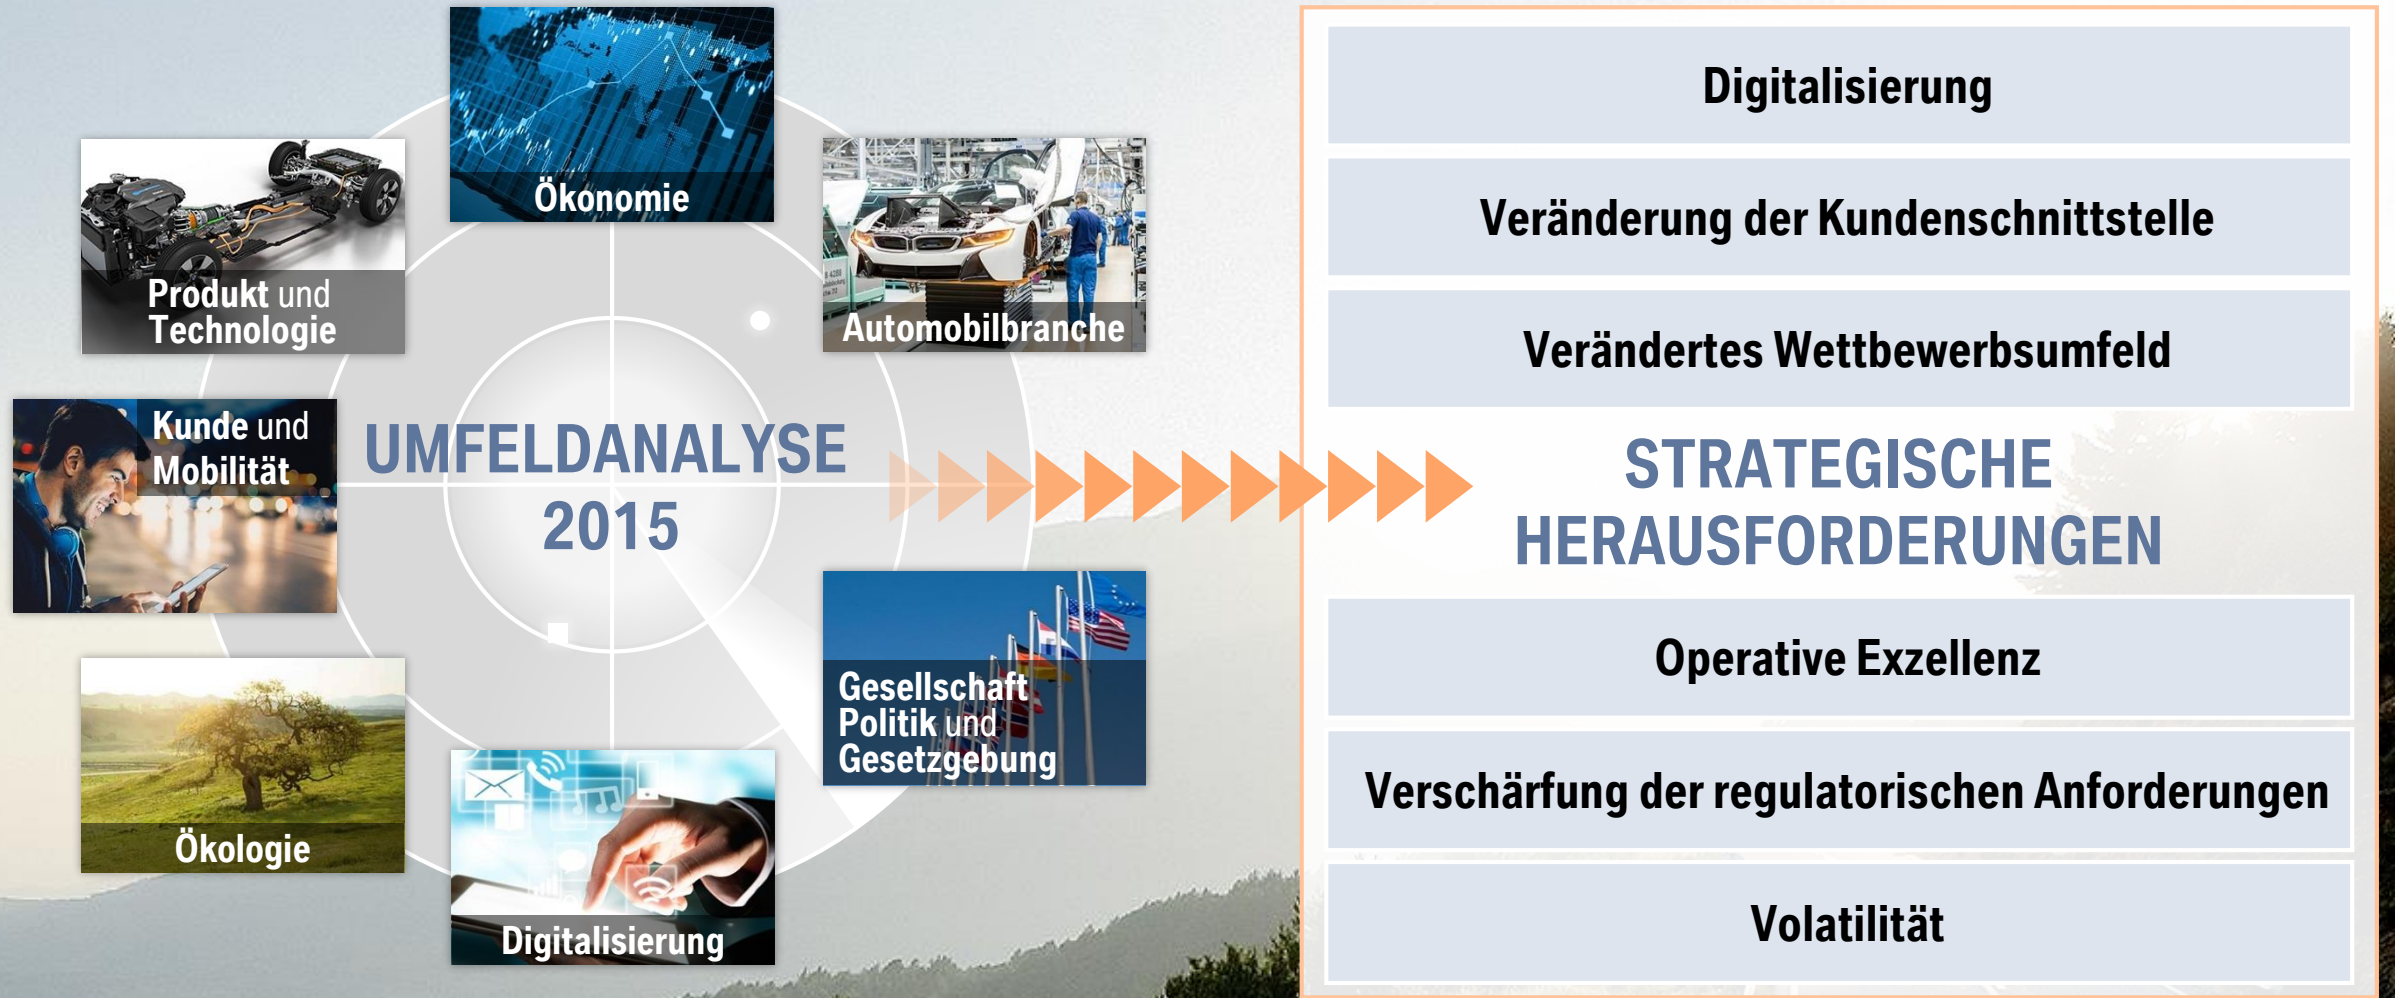 Ökonomie
Produkt und
Technologie
Automobilbranche
Kunde und
Mobilität
UMFELDANALYSE
2015
Gesellschaft
Politik und
Gesetzgebung
Ökologie
Digitalisierung
Digitalisierung
Veränderung der Kundenschnittstelle
Verändertes Wettbewerbsumfeld
STRATEGISCHE
HERAUSFORDERUNGEN
Operative Exzellenz
Verschärfung der regulatorischen Anforderungen
Volatilität